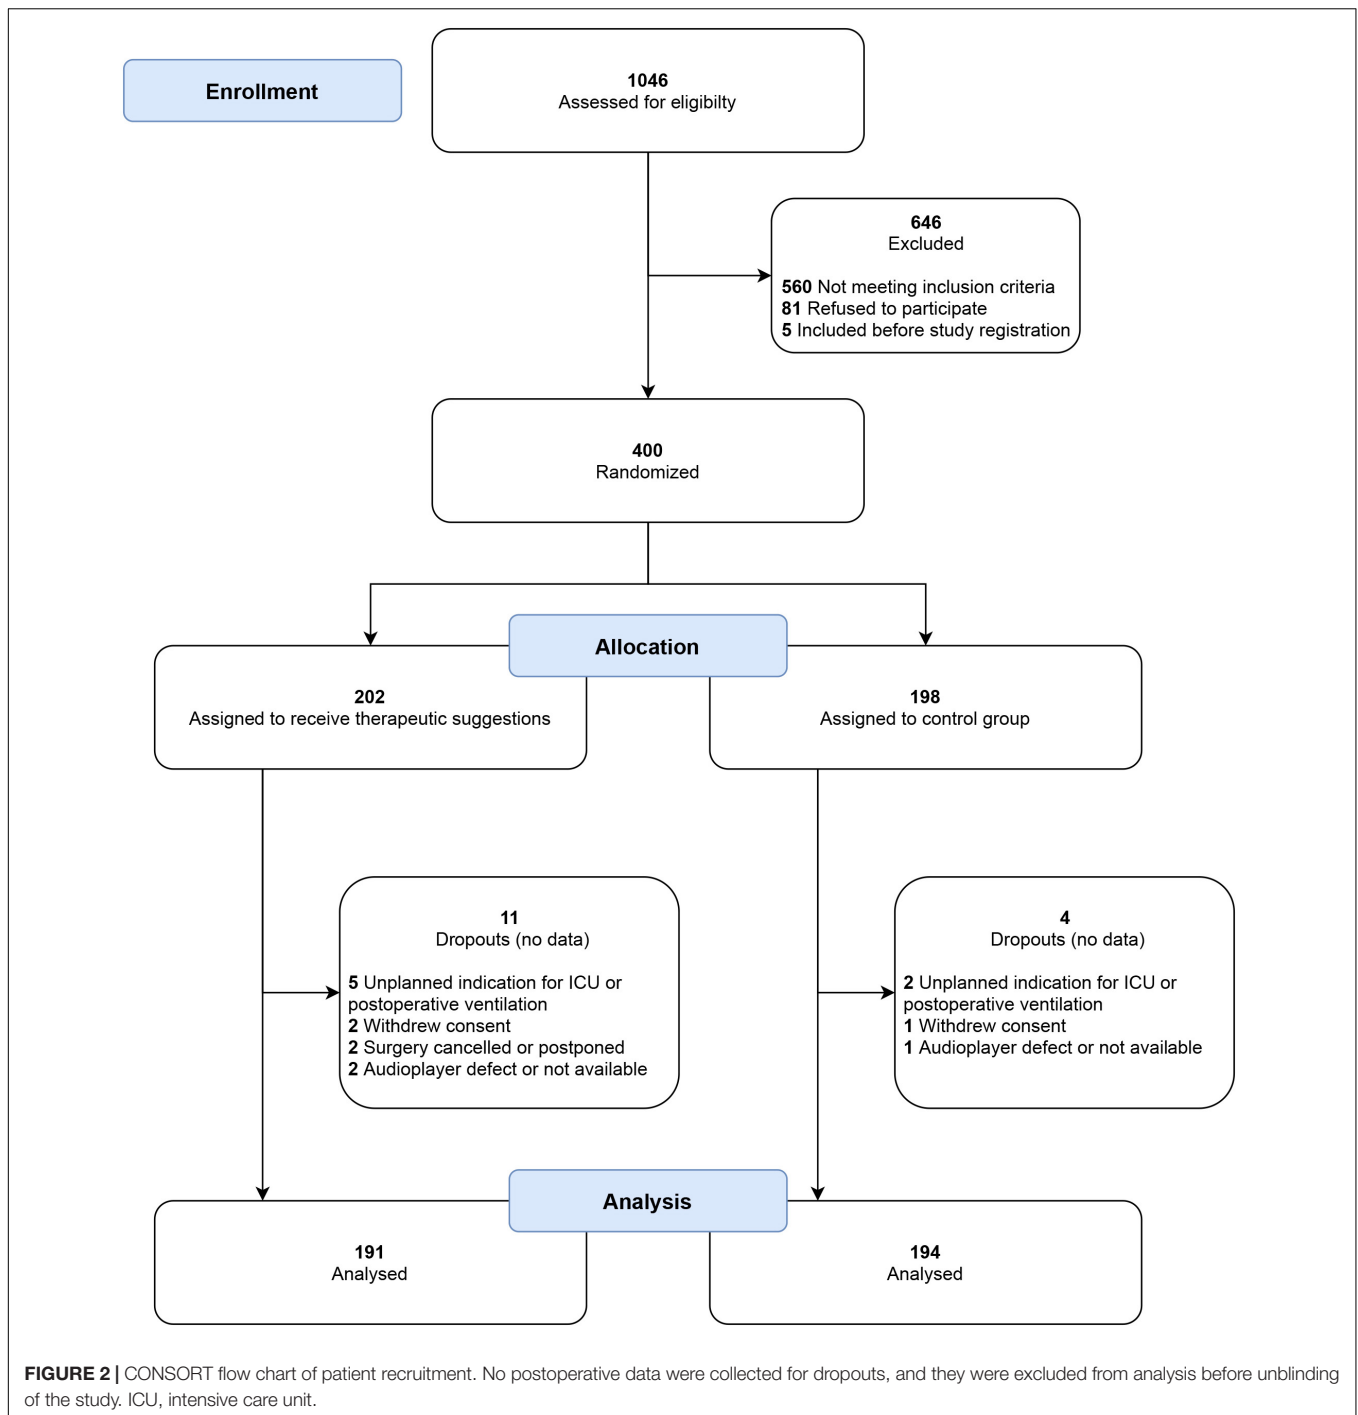 Enrollment
1046
Assessed for eligibilty
646
Excluded
560 Not meeting inclusion criteria
81 Refused to participate
5 Included before study registration
400
Randomized
Allocation
202
Assigned to receive therapeutic suggestions
198
Assigned to control group
11
Dropouts (no data)
5 Unplanned indication for ICU or
postoperative ventilation
2 Withdrew consent
2 Surgery cancelled or postponed
2 Audioplayer defect or not available
4
Dropouts (no data)
2 Unplanned indication for ICU or
postoperative ventilation
1 Withdrew consent
1 Audioplayer defect or not available
Analysis
191
Analysed
194
Analysed
FIGURE 2 | CONSORT flow chart of patient recruitment. No postoperative data were collected for dropouts, and they were excluded from analysis before unblinding
of the study. ICU, intensive care unit.